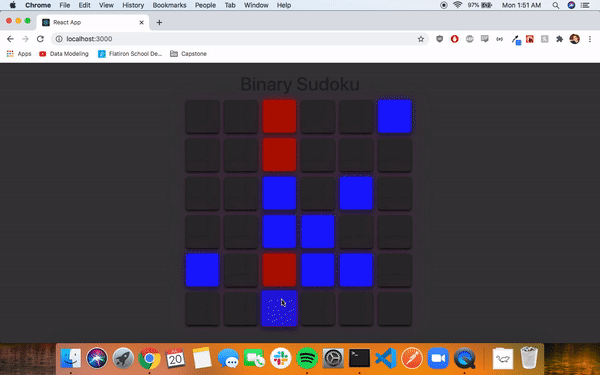 Chrome File Edit View History Bookmarks People Tab Window Help 97% Mon 1:51 AM
React App
localhost:3000
Apps Data Modeling Flatiron School De... Capstone
Binary Sudoku
20